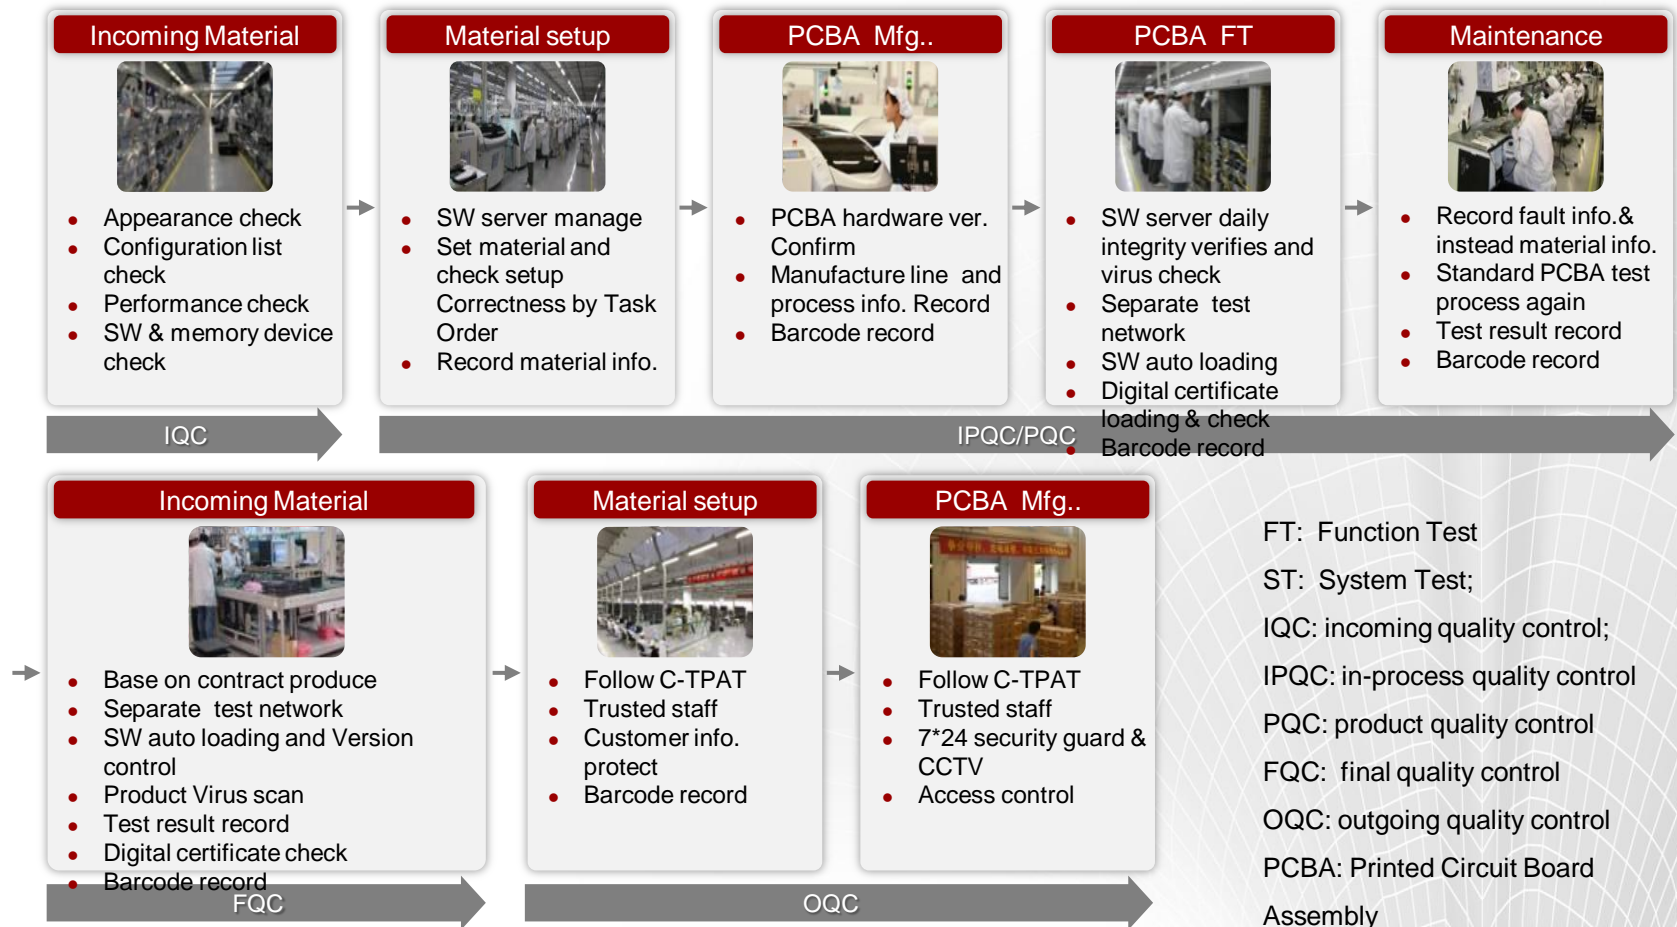 Incoming Material
Appearance check
Configuration list
check
Performance check
SW & memory device
check
Material setup
SW server manage
Set material and
check setup
Correctness by Task
Order
Record material info.
PCBA Mfg..
PCBA hardware ver.
Confirm
Manufacture line and
process info. Record
Barcode record
PCBA FT
SW server daily
integrity verifies and
virus check
Separate test
network
SW auto loading
Digital certificate
loading & check
Barcode record
Maintenance
Record fault info.&
instead material info.
Standard PCBA test
process again
Test result record
Barcode record
IQC
IPQC/PQC
Incoming Material
Base on contract produce
Separate test network
SW auto loading and Version
control
Product Virus scan
Test result record
Digital certificate check
Barcode record
Material setup
Follow C-TPAT
Trusted staff
Customer info.
protect
Barcode record
PCBA Mfg..
Follow C-TPAT
Trusted staff
7*24 security guard &
CCTV
Access control
FQC
OQC
FT: Function Test
ST: System Test;
IQC: incoming quality control;
IPQC: in-process quality control
PQC: product quality control
FQC: final quality control
OQC: outgoing quality control
PCBA: Printed Circuit Board
Assembly